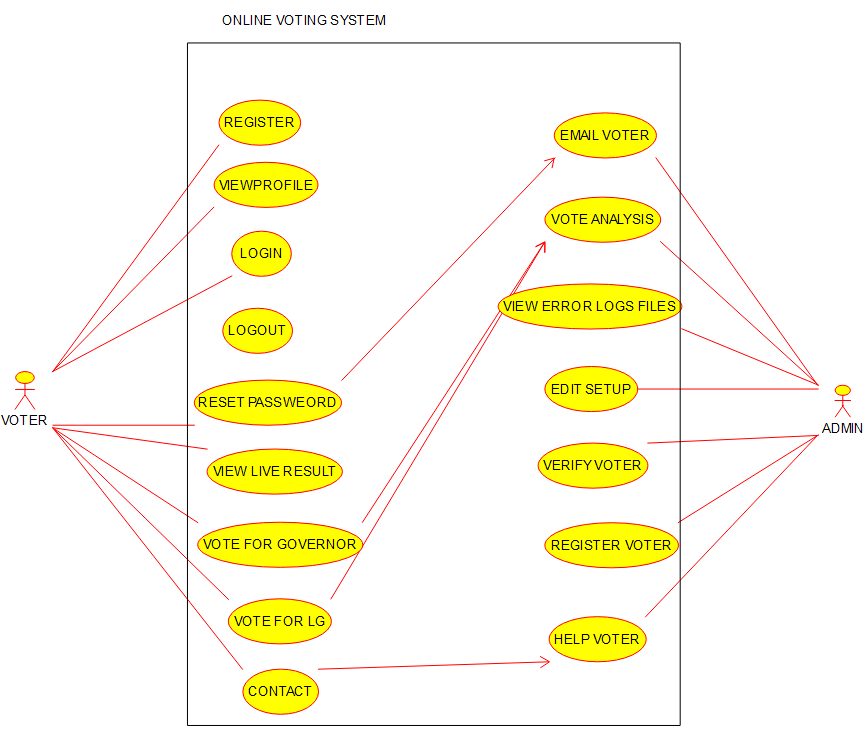 ONLINE VOTING SYSTEM
REGISTER
VIEWPROFILE
LOGIN
LOGOUT
RESET PASSWEORD
VIEW LIVE RESULT
VOTE FOR GOVERNOR
VOTE FOR LG
CONTACT
EMAIL VOTER
VOTE ANALYSIS
VIEW ERROR LOGS FILES
EDIT SETUP
VERIFY VOTER
REGISTER VOTER
HELP VOTER
VOTER
ADMIN